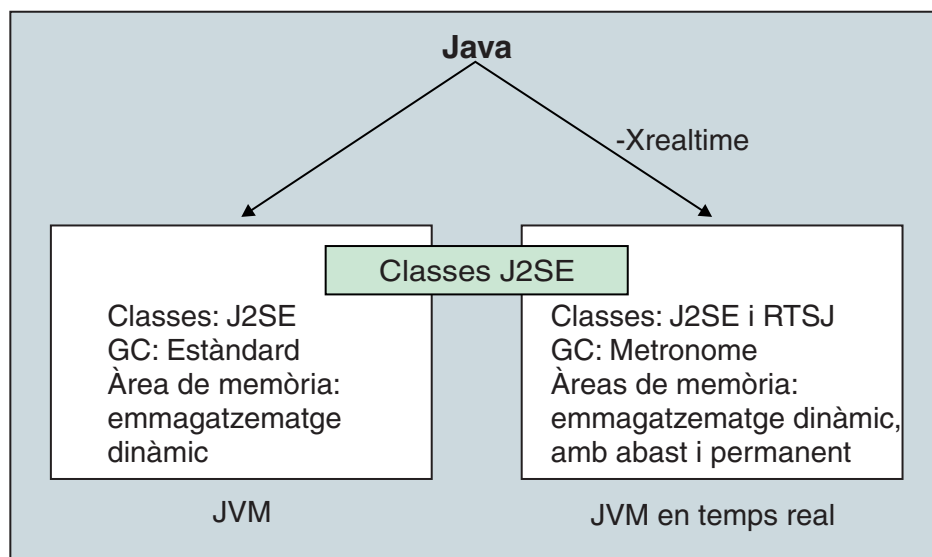 Java
-Xrealtime
Classes J2SE
Classes: J2SE
GC: Estàndard
Àrea de memòria:
emmagatzematge
dinàmic
JVM
Classes: J2SE i RTSJ
GC: Metronome
Àreas de memòria:
emmagatzematge dinàmic,
amb abast i permanent
JVM en temps real